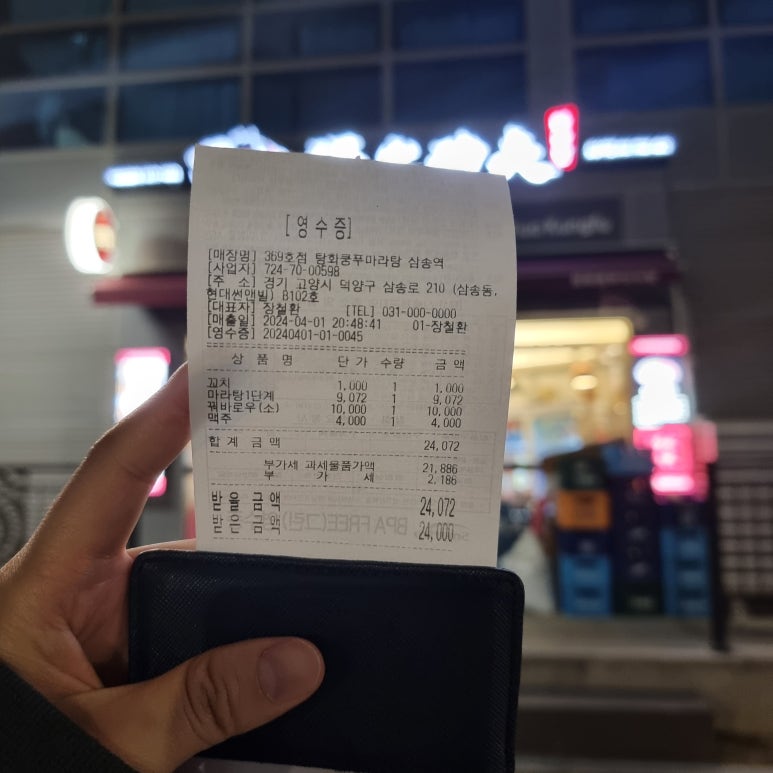 [영수증]
[매장명] 369호점 탕화쿵푸마라탕 삼송역
[사업자] 724-70-00598
[주 소] 경기 고양시 덕양구 삼송로 210 (삼송동,
현대썬앤빌) B102호
[대표자] 장철환 [TEL] 031-000-0000
[매출일] 2024-04-01 20:48:41 01-장철환
[영수증] 20240401-01-0045
상 품 명 단 가 수량 금 액
꼬치 1,000 1 1,000
마라탕1단계 9,072 1 9,072
꿔바로우(소) 10,000 1 10,000
맥주 4,000 1 4,000
합 계 금 액 24,072
부가세 과세물품가액 21,886
부 가 세 2,186
받을 금액 24,072
받은 금액 24,000
BPA FREE(그린)